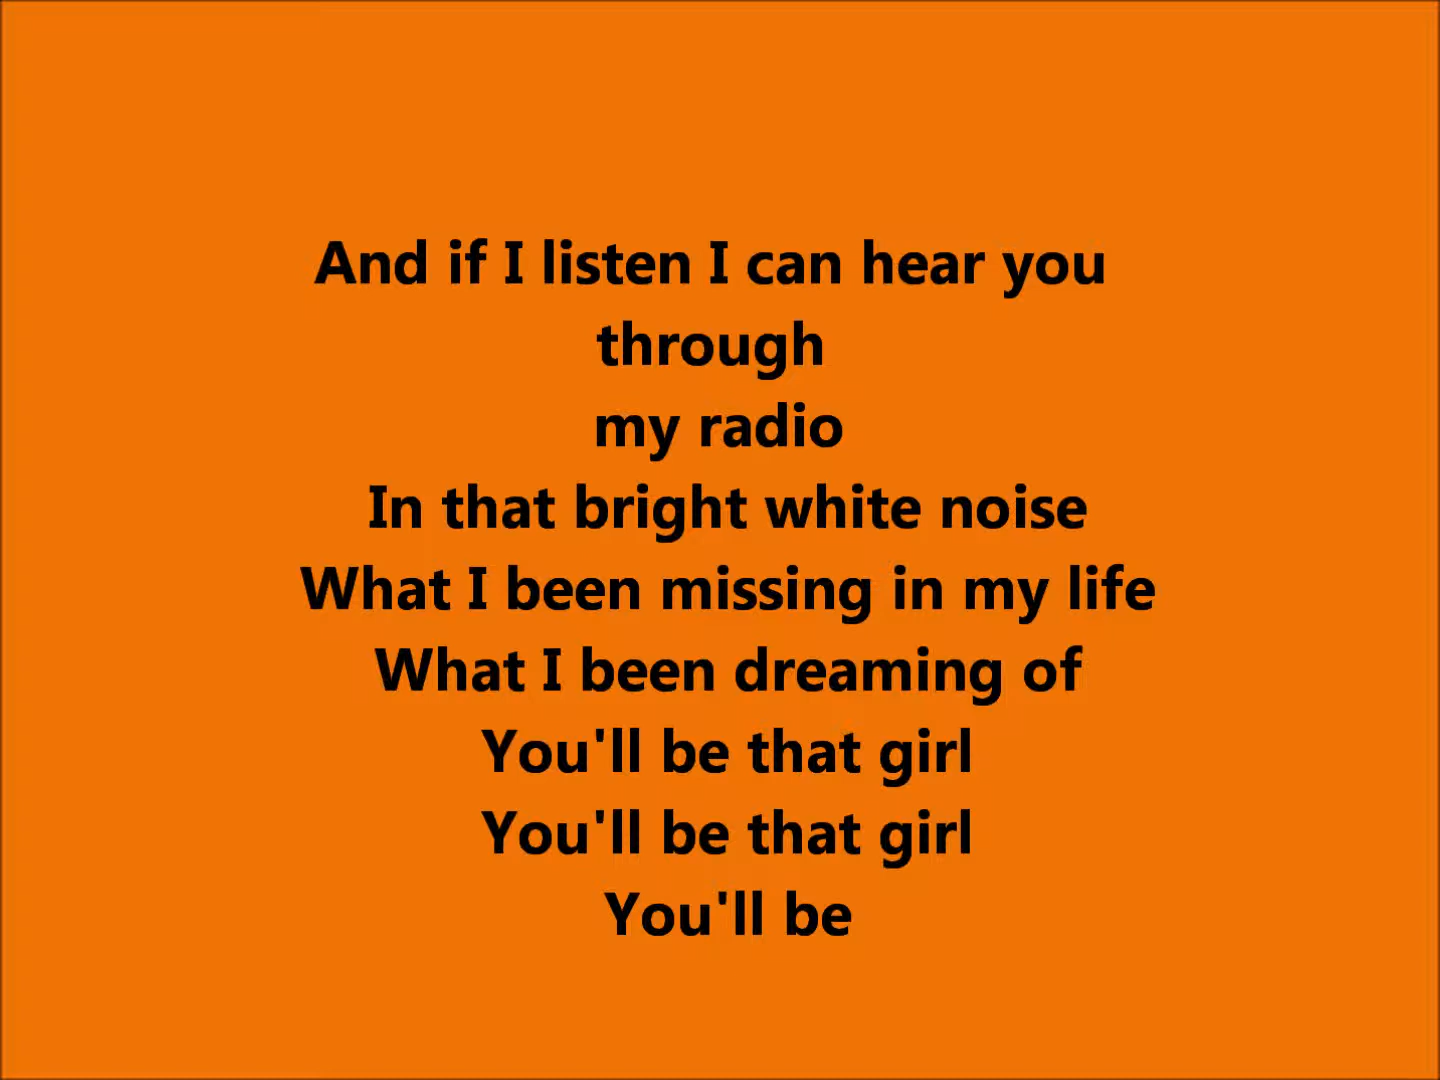 And if I listen I can hear you
through
my radio
In that bright white noise
What I been missing in my life
What I been dreaming of
You'll be that girl
You'll be that girl
You'll be